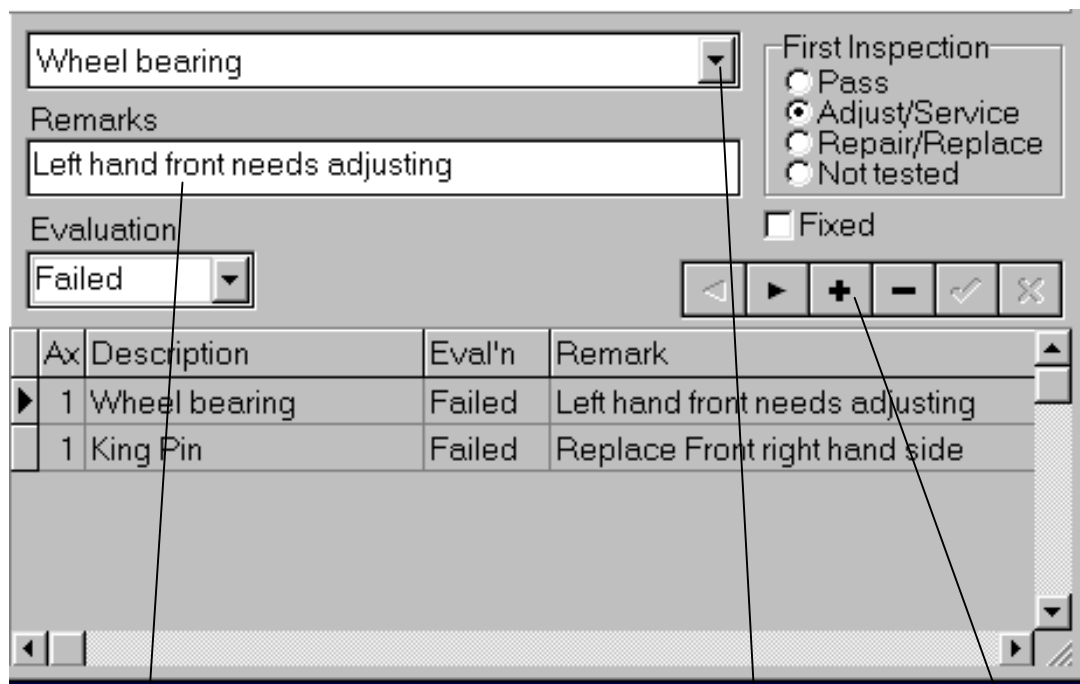 Wheel bearing
First Inspection
Pass
Adjust/Service
Repair/Replace
Not tested
Remarks
Left hand front needs adjusting
Fixed
Evaluation
Failed
Ax Description Eval'n Remark
1 Wheel bearing Failed Left hand front needs adjusting
1 King Pin Failed Replace Front right hand side